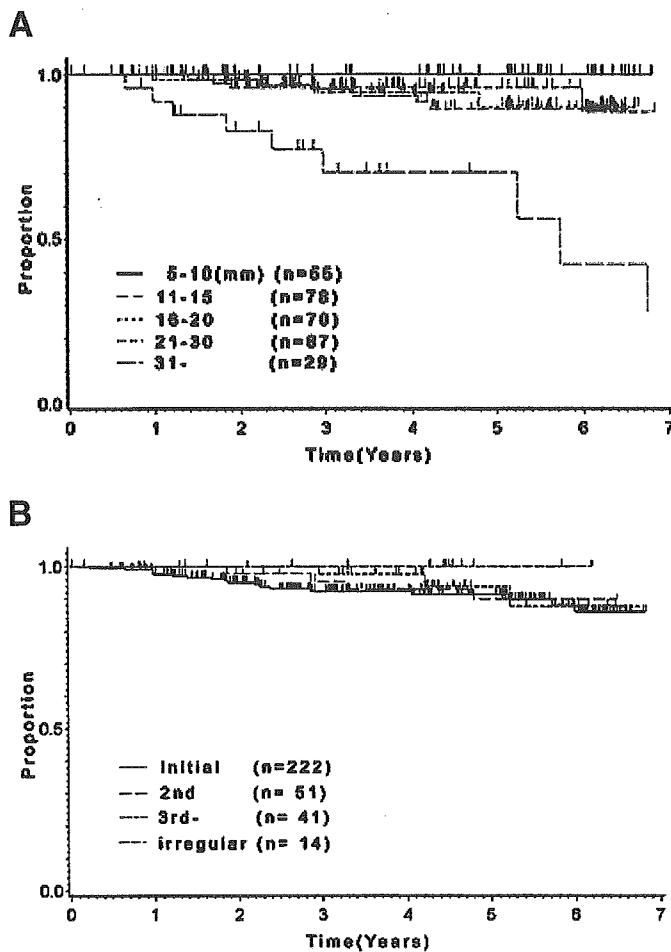 A
1.0
0.5
0.0
Proportion
5-10(mm) (n=65)
11-15 (n=78)
16-20 (n=70)
21-30 (n=87)
31- (n=29)
0 1 2 3 4 5 6 7
Time(Years)
B
1.0
0.5
0.0
Proportion
Initial (n=222)
2nd (n= 51)
3rd- (n= 41)
irregular (n= 14)
0 1 2 3 4 5 6 7
Time(Years)